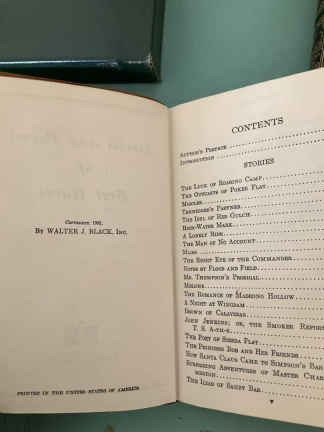 Copyright 1932,
By WALTER J. BLACK, Inc.
PRINTED IN THE UNITED STATES OF AMERICA
CONTENTS
Author's Preface
Introduction
STORIES
The Luck of Roaring Camp
The Outcasts of Poker Flat
Miggles
Tennessee's Partner
The Idyl of Red Gulch
High-Water Mark
A Lonely Ride
The Man of No Account
Mliss
The Right Eye of the Commander
Notes by Flood and Field
Mr. Thompson's Prodigal
Melons
The Romance of Madroño Hollow
A Night at Wingdam
Brown of Calaveras
John Jenkins; or, the Smoker Reformed
T. S. A-th-r
The Poet of Sierra Flat
The Princess Bob and Her Friends
How Santa Claus Came to Simpson's Bar
Surprising Adventures of Master Charles
The Iliad of Sandy Bar
v